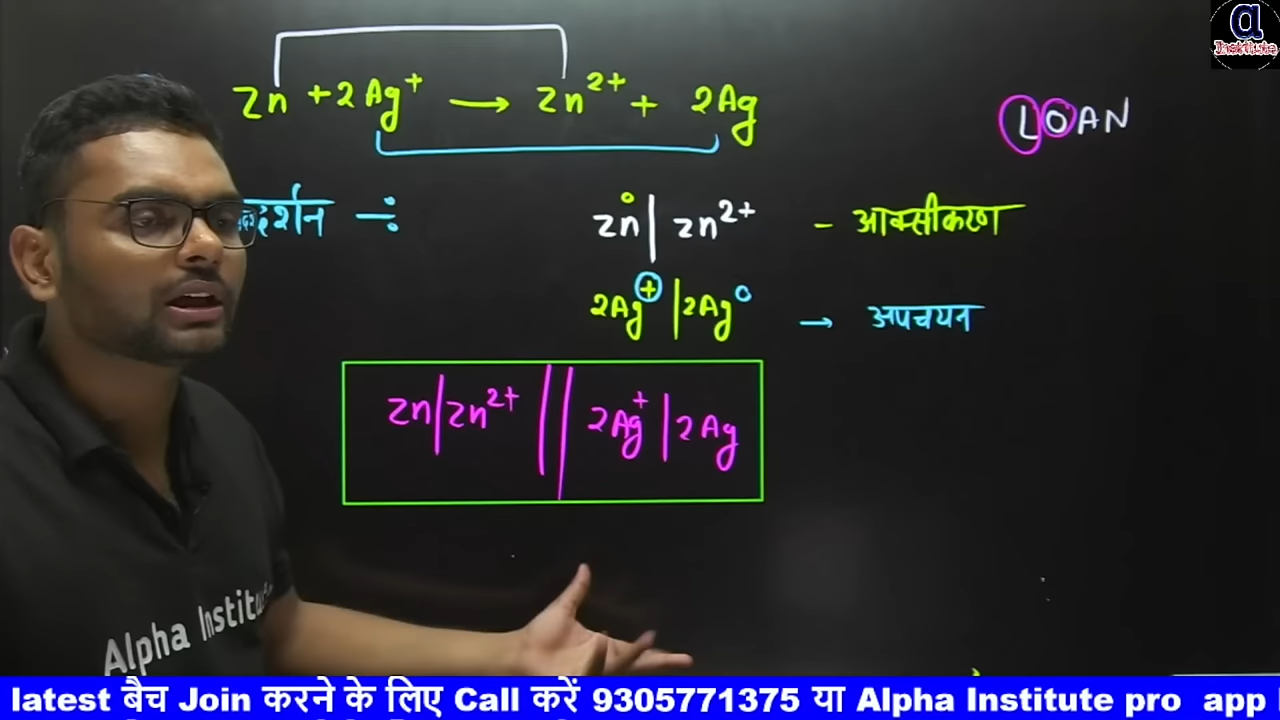 a
Institute
Zn + 2Ag⁺ → Zn²⁺ + 2Ag
LOAN
Zn° | Zn²⁺ - आक्सीकरण
2Ag⁺ | 2Ag° → अपचयन
Zn|Zn²⁺ || 2Ag⁺ | 2Ag
Alpha Institute
latest बैच Join करने के लिए Call करें 9305771375 या Alpha Institute pro app